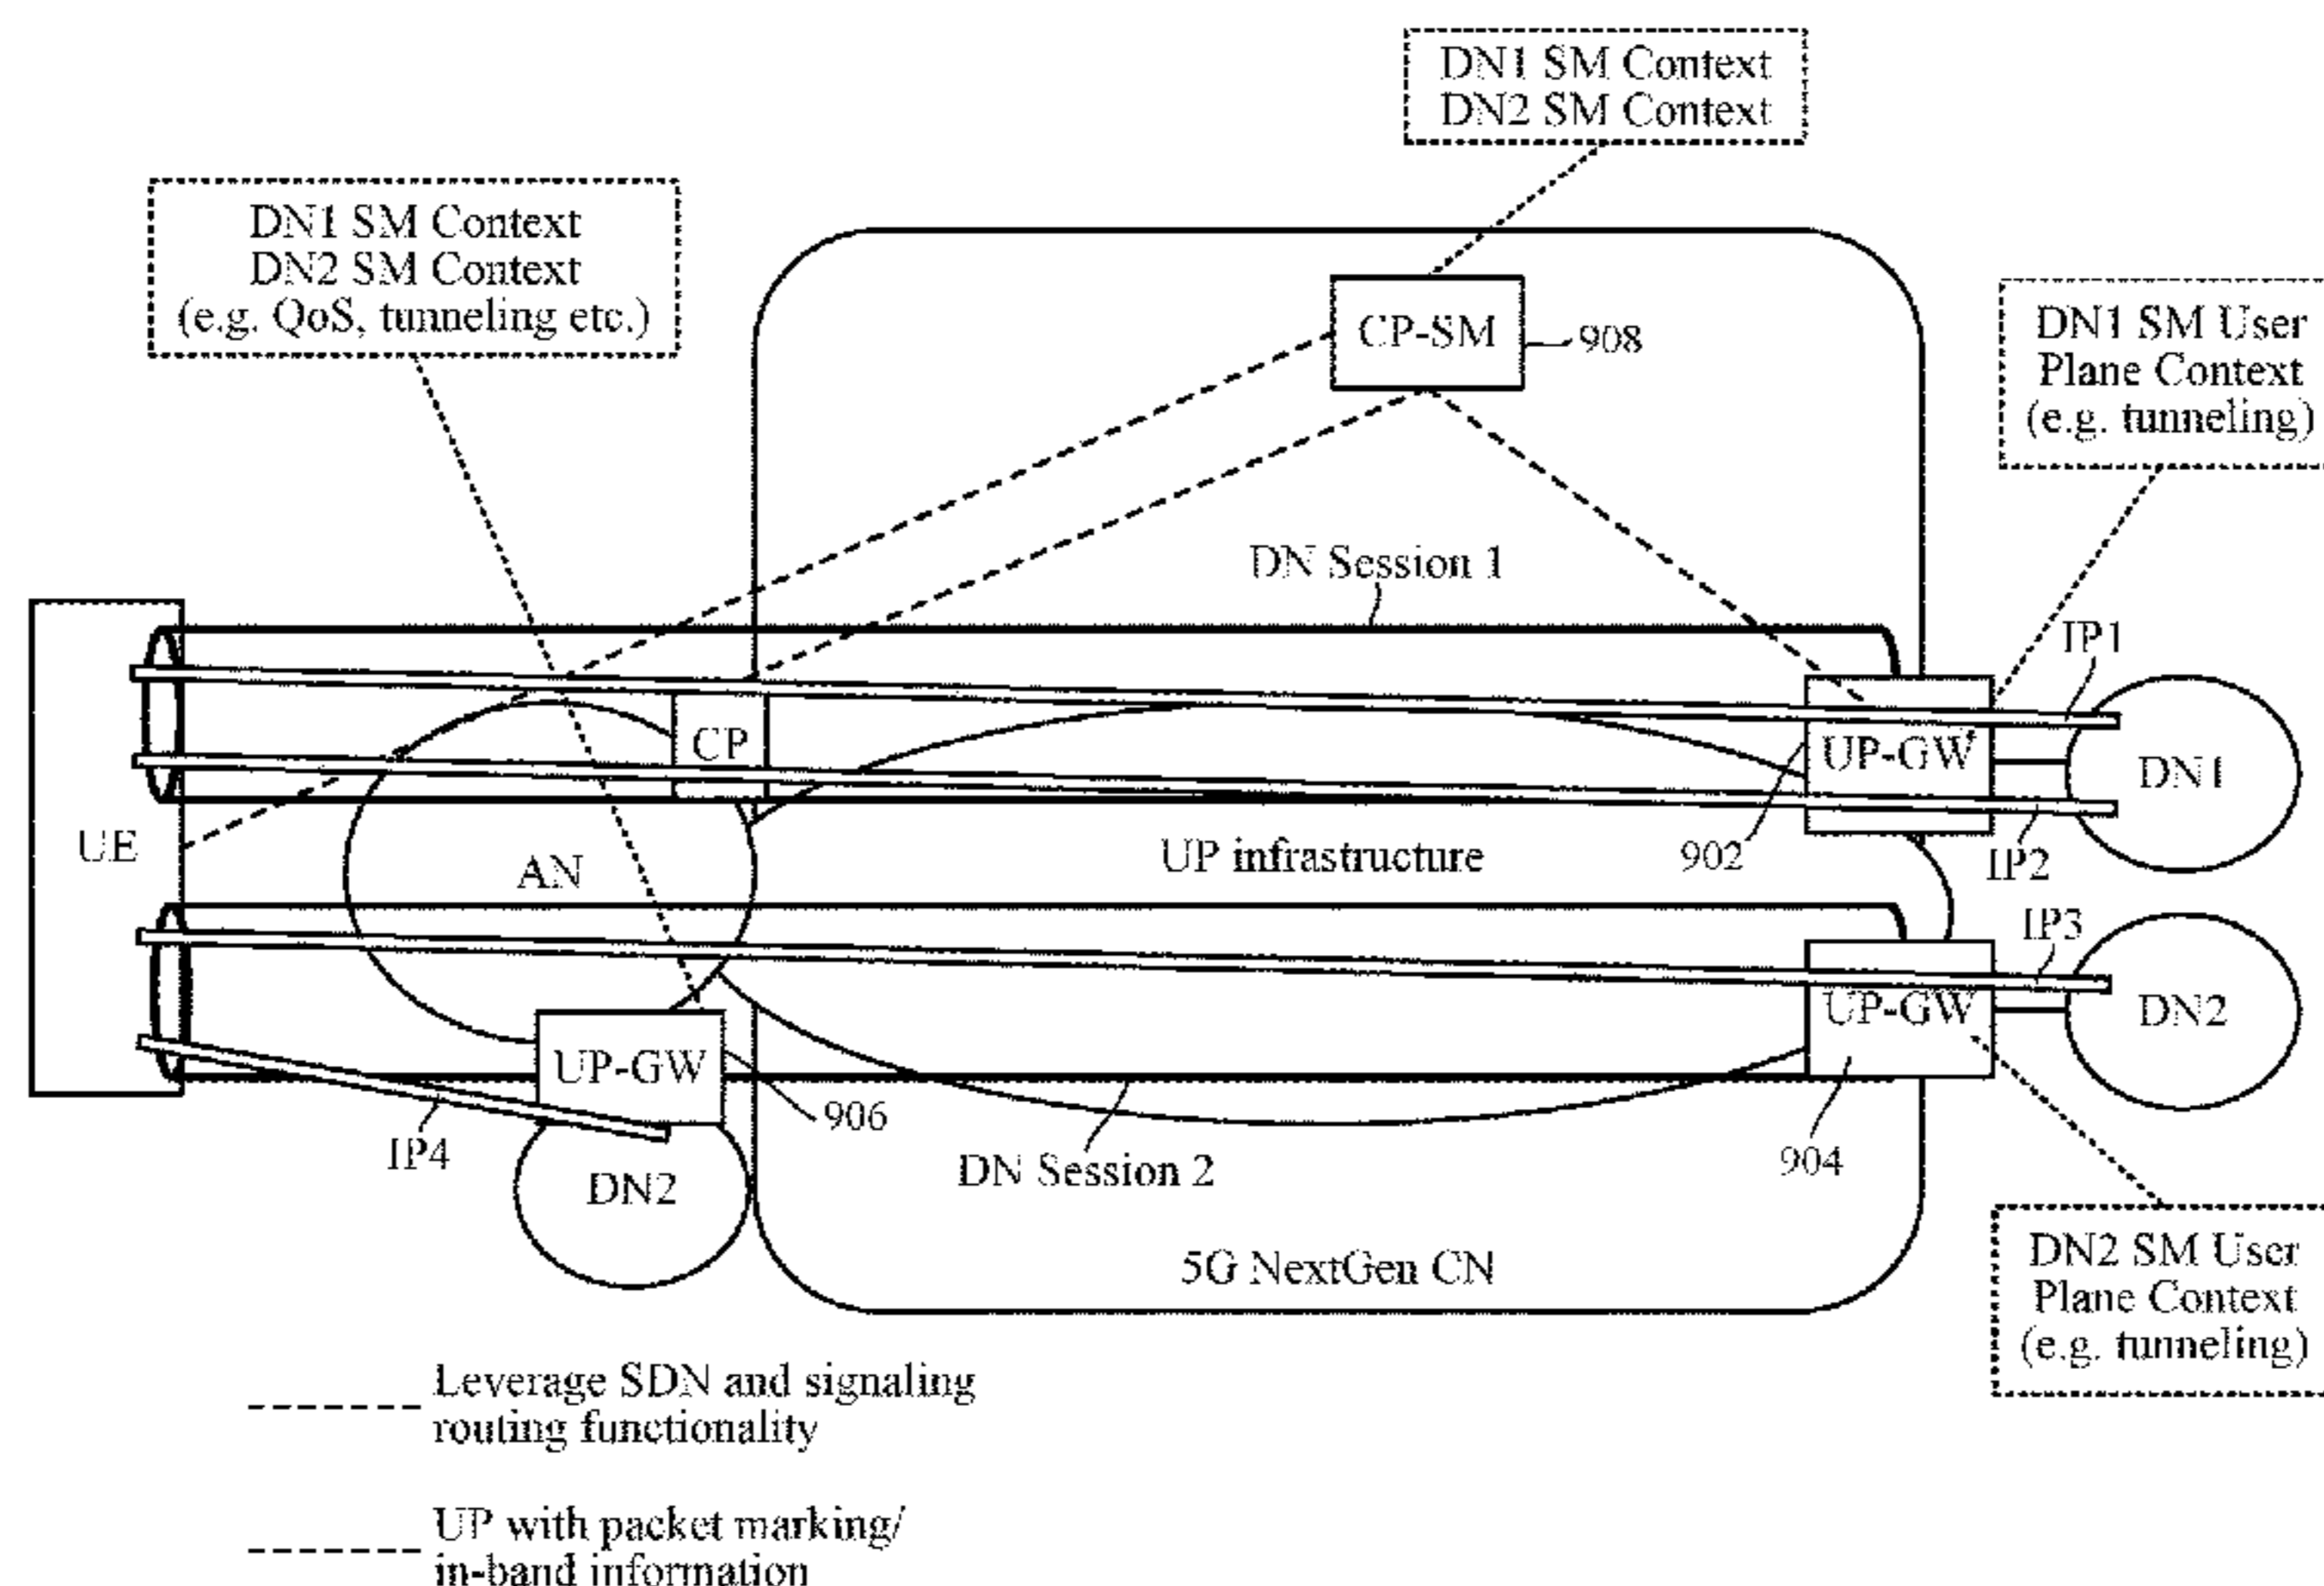 DN1 SM Context
DN2 SM Context
DN1 SM Context
DN2 SM Context
(e.g. QoS, tunneling etc.)
CP-SM
908
DN1 SM User
Plane Context
(e.g. tunneling)
DN Session 1
IP1
CP
UP-GW
DN1
UE
AN
UP infrastructure
902
IP2
IP3
UP-GW
DN2
UP-GW
906
IP4
DN Session 2
904
DN2
5G NextGen CN
DN2 SM User
Plane Context
(e.g. tunneling)
Leverage SDN and signaling
routing functionality
UP with packet marking/
in-band information